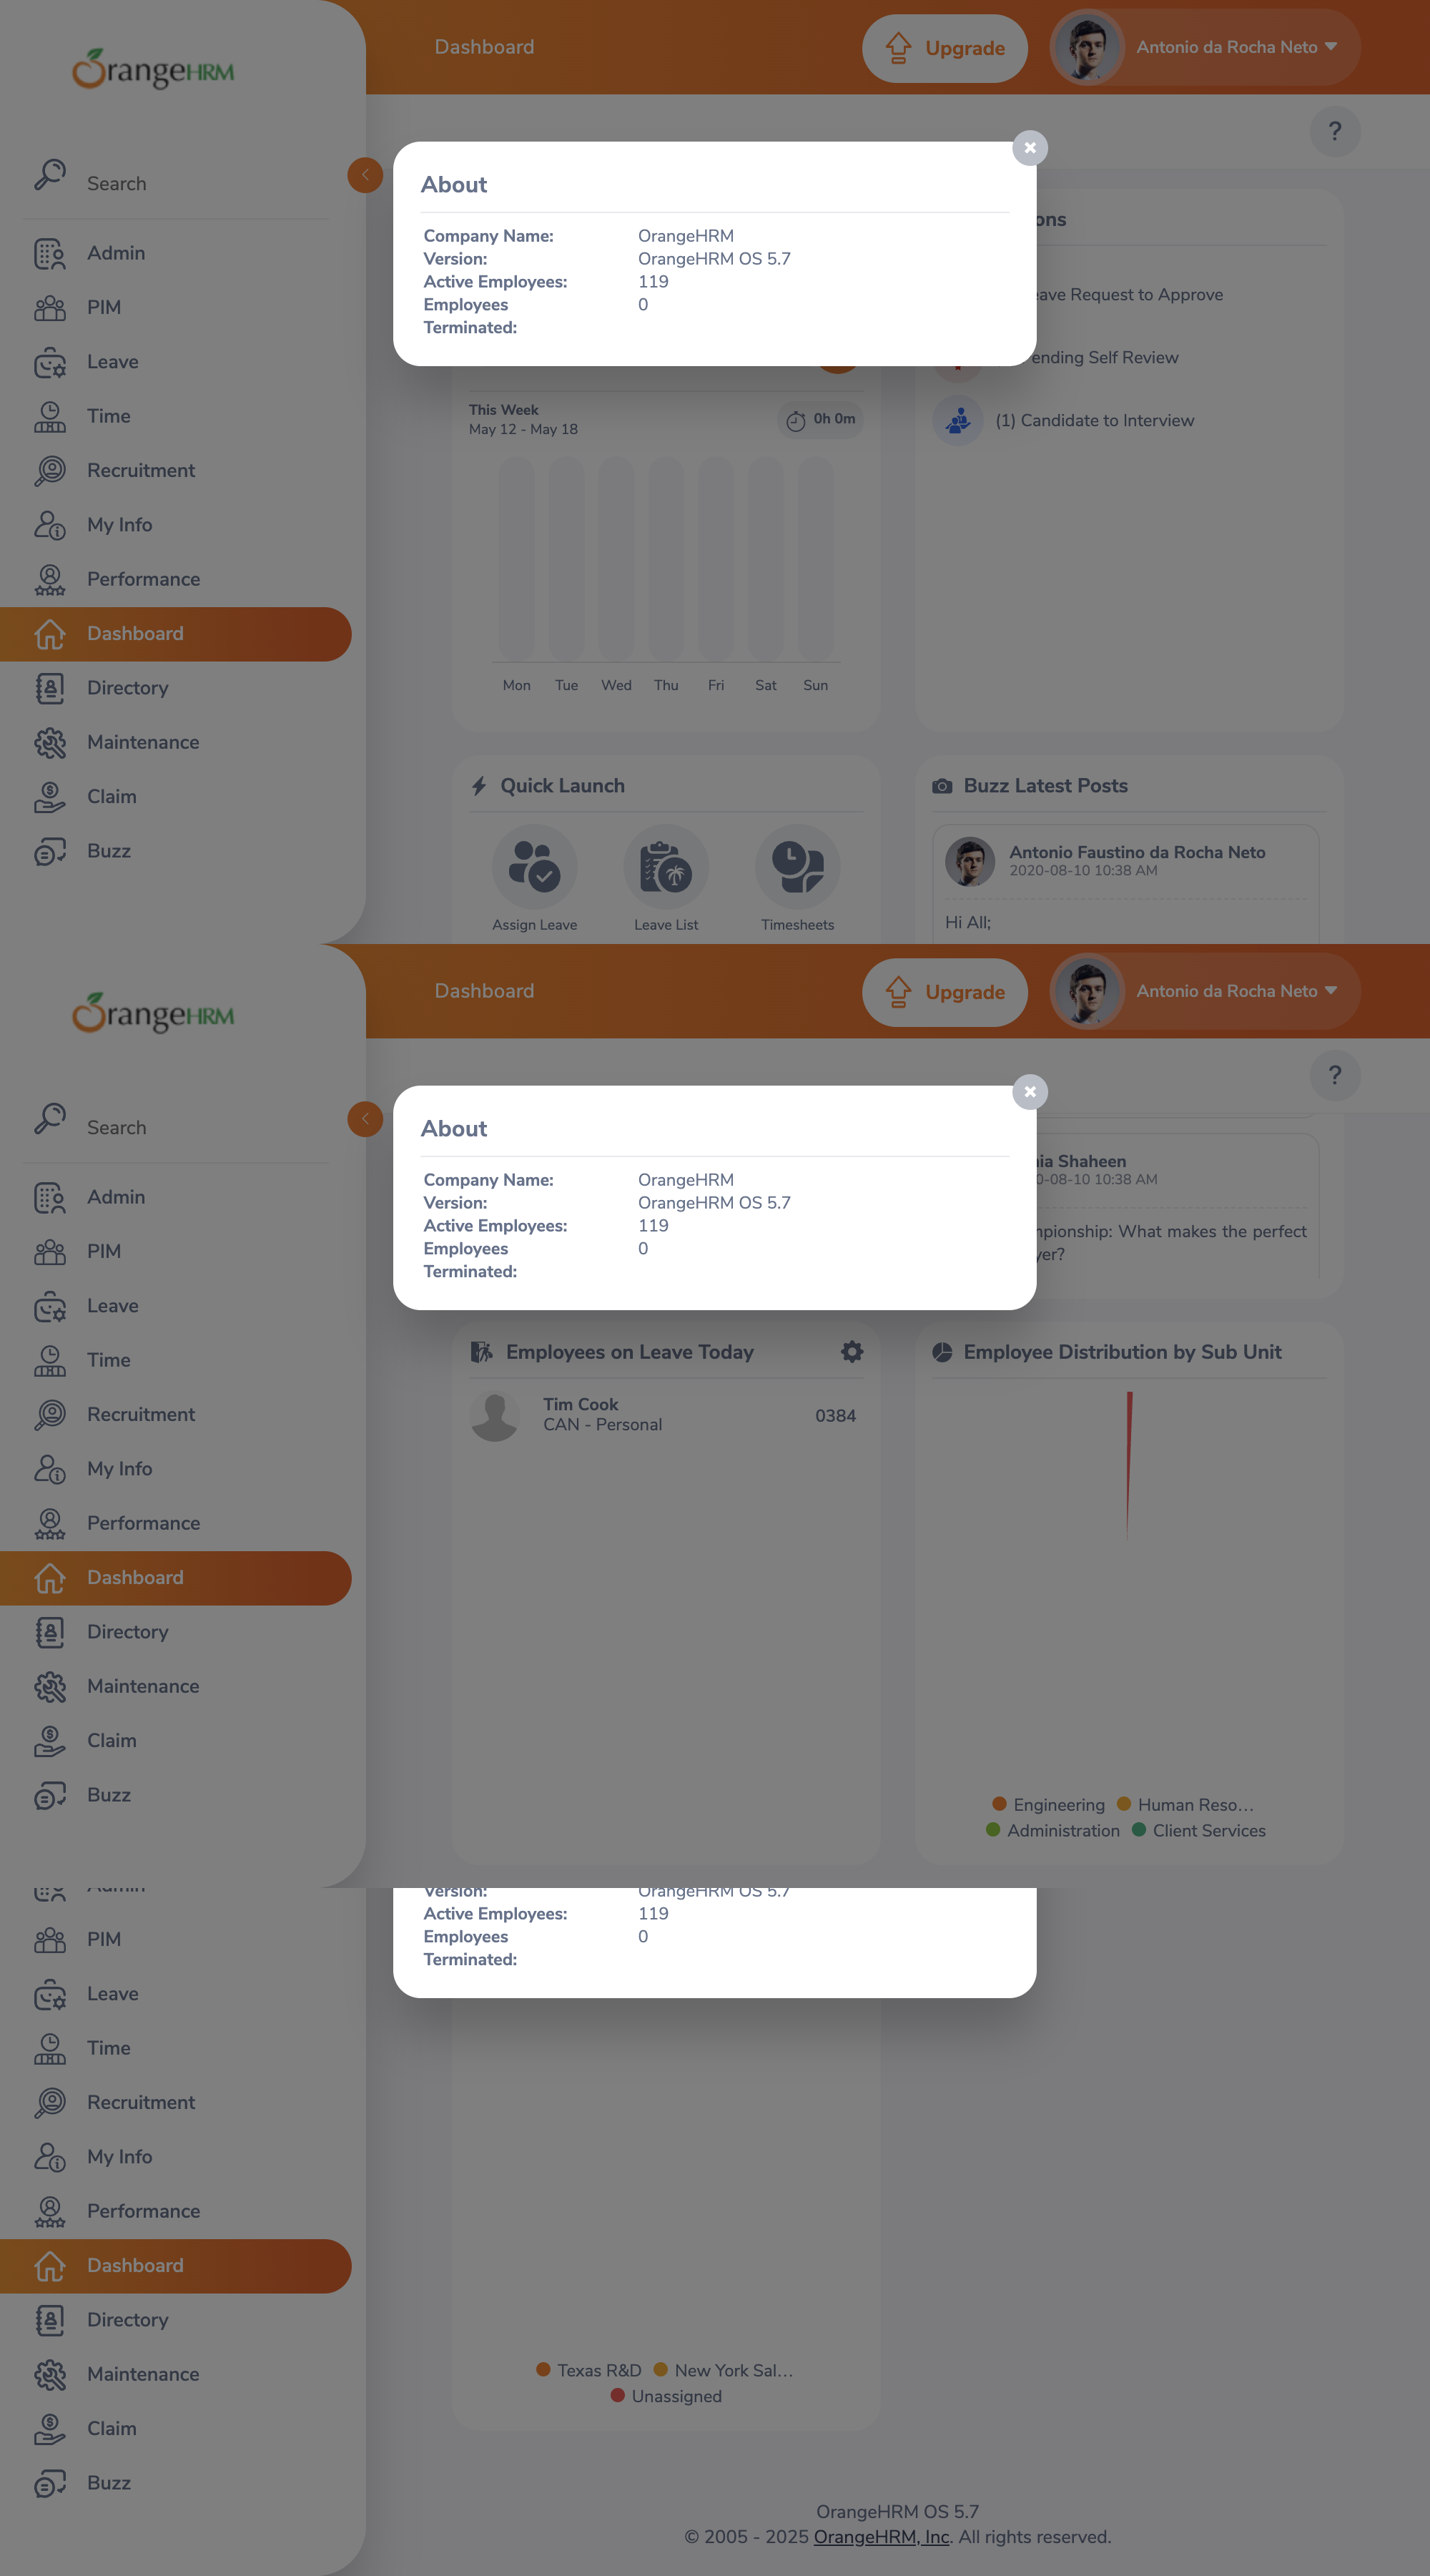 OrangeHRM
Dashboard
Upgrade
Antonio da Rocha Neto
?
Search
Admin
PIM
Leave
Time
Recruitment
My Info
Performance
Dashboard
Directory
Maintenance
Claim
Buzz
About
Company Name: OrangeHRM
Version: OrangeHRM OS 5.7
Active Employees: 119
Employees 0
Terminated:
ons
eave Request to Approve
ending Self Review
(1) Candidate to Interview
This Week
May 12 - May 18
0h 0m
Mon Tue Wed Thu Fri Sat Sun
Quick Launch
Assign Leave Leave List Timesheets
Buzz Latest Posts
Antonio Faustino da Rocha Neto
2020-08-10 10:38 AM
Hi All;
OrangeHRM
Dashboard
Upgrade
Antonio da Rocha Neto
?
Search
Admin
PIM
Leave
Time
Recruitment
My Info
Performance
Dashboard
Directory
Maintenance
Claim
Buzz
About
Company Name: OrangeHRM
Version: OrangeHRM OS 5.7
Active Employees: 119
Employees 0
Terminated:
ia Shaheen
0-08-10 10:38 AM
mpionship: What makes the perfect
yer?
Employees on Leave Today
Tim Cook
CAN - Personal
0384
Employee Distribution by Sub Unit
Engineering Human Reso...
Administration Client Services
Admin
PIM
Leave
Time
Recruitment
My Info
Performance
Dashboard
Directory
Maintenance
Claim
Buzz
Version: OrangeHRM OS 5.7
Active Employees: 119
Employees 0
Terminated:
Texas R&D New York Sal...
Unassigned
OrangeHRM OS 5.7
© 2005 - 2025 OrangeHRM, Inc. All rights reserved.